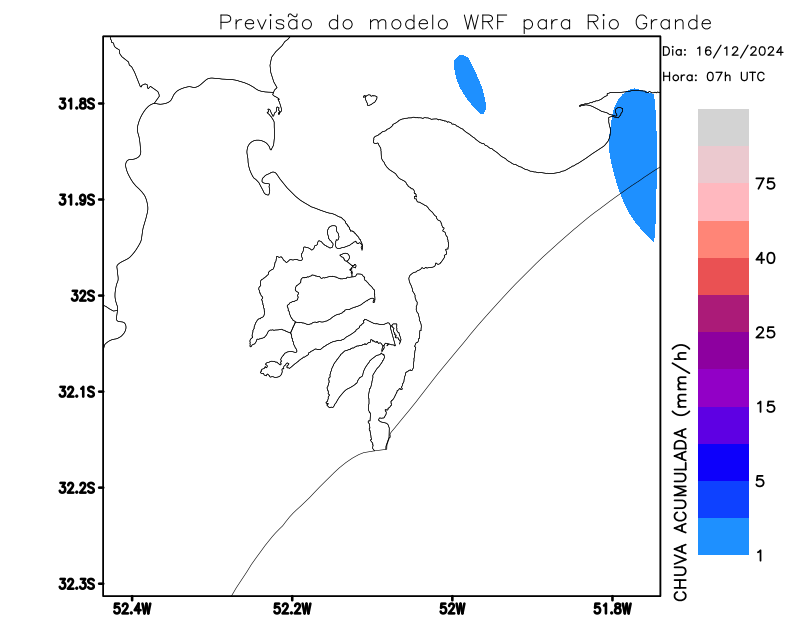 Previsão do modelo WRF para Rio Grande
Dia: 16/12/2024
Hora: 07h UTC
31.8S
31.9S
32S
32.1S
32.2S
32.3S
52.4W
52.2W
52W
51.8W
75
40
25
15
5
1
CHUVA ACUMULADA (mm/h)